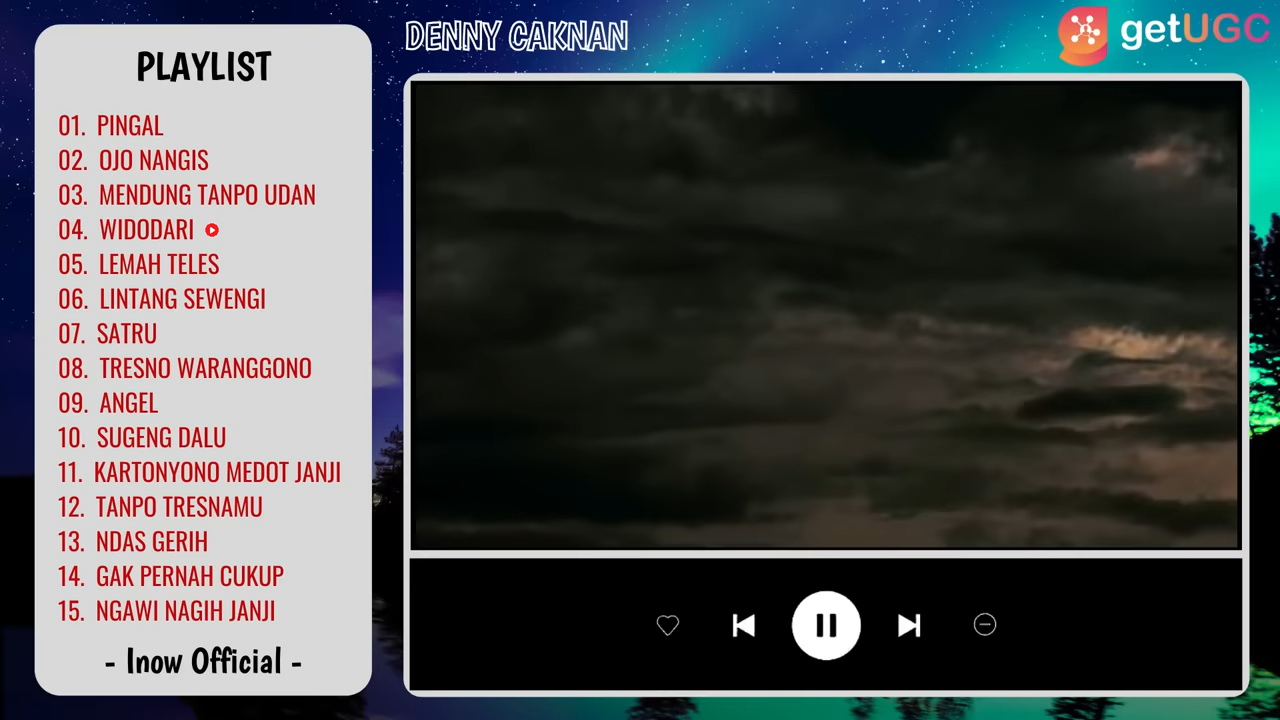 PLAYLIST
01. PINGAL
02. OJO NANGIS
03. MENDUNG TANPO UDAN
04. WIDODARI
05. LEMAH TELES
06. LINTANG SEWENGI
07. SATRU
08. TRESNO WARANGGONO
09. ANGEL
10. SUGENG DALU
11. KARTONYONO MEDOT JANJI
12. TANPO TRESNAMU
13. NDAS GERIH
14. GAK PERNAH CUKUP
15. NGAWI NAGIH JANJI
- Inow Official -
DENNY CAKNAN
getUGC